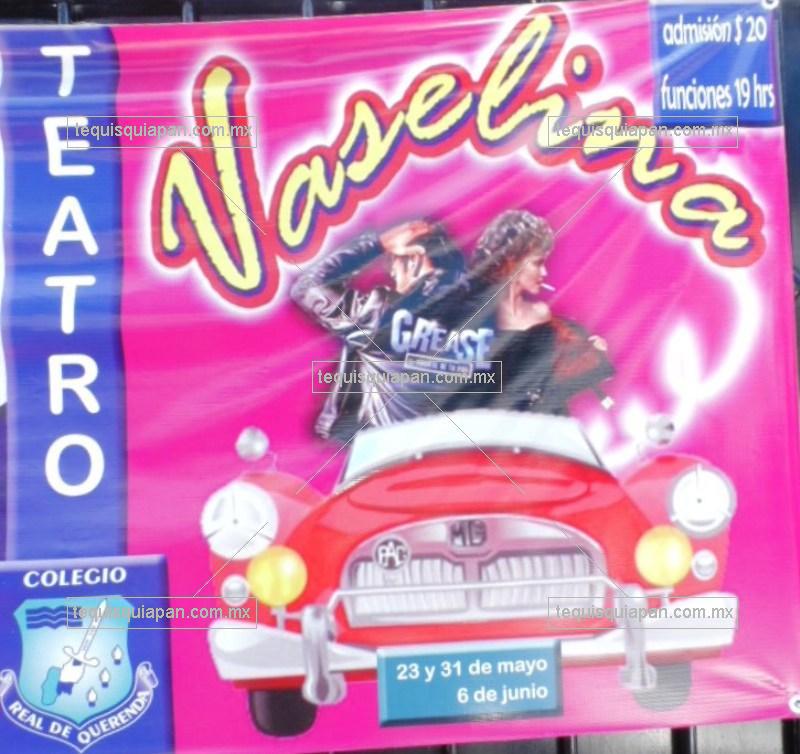 TEATRO
Vaselina
admisión $ 20
funciones 19 hrs
tequisquiapan.com.mx
tequisquiapan.com.mx
GREASE
tequisquiapan.com.mx
MG
COLEGIO
REAL DE QUERENDA
tequisquiapan.com.mx
tequisquiapan.com.mx
23 y 31 de mayo
6 de junio